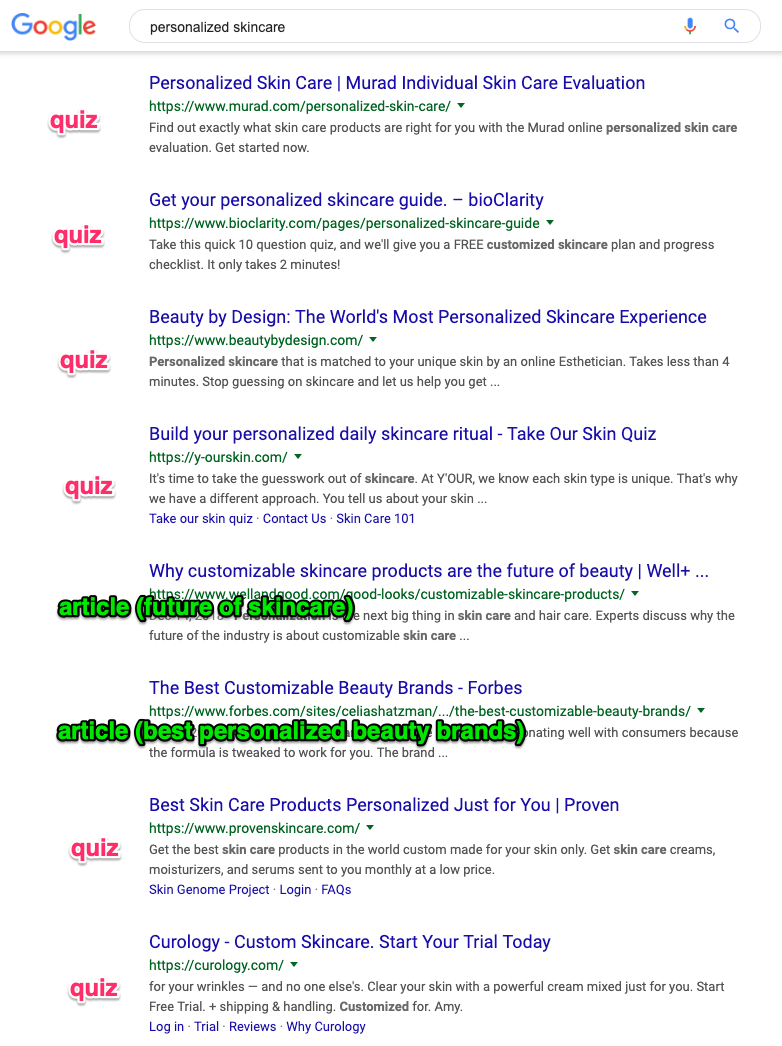 Google
personalized skincare
Personalized Skin Care | Murad Individual Skin Care Evaluation
https://www.murad.com/personalized-skin-care/
quiz
Find out exactly what skin care products are right for you with the Murad online personalized skin care
evaluation. Get started now.
Get your personalized skincare guide. – bioClarity
https://www.bioclarity.com/pages/personalized-skincare-guide
quiz
Take this quick 10 question quiz, and we'll give you a FREE customized skincare plan and progress
checklist. It only takes 2 minutes!
Beauty by Design: The World's Most Personalized Skincare Experience
https://www.beautybydesign.com/
quiz
Personalized skincare that is matched to your unique skin by an online Esthetician. Takes less than 4
minutes. Stop guessing on skincare and let us help you get ...
Build your personalized daily skincare ritual - Take Our Skin Quiz
https://y-ourskin.com/
quiz
It's time to take the guesswork out of skincare. At Y'OUR, we know each skin type is unique. That's why
we have a different approach. You tell us about your skin ...
Take our skin quiz · Contact Us · Skin Care 101
Why customizable skincare products are the future of beauty | Well+ ...
https://www.wellandgood.com/good-looks/customizable-skincare-products/
article (future of skincare)
next big thing in skin care and hair care. Experts discuss why the
future of the industry is about customizable skin care ...
The Best Customizable Beauty Brands - Forbes
https://www.forbes.com/sites/celiashatzman/.../the-best-customizable-beauty-brands/
article (best personalized beauty brands)
well with consumers because
the formula is tweaked to work for you. The brand ...
Best Skin Care Products Personalized Just for You | Proven
https://www.provenskincare.com/
quiz
Get the best skin care products in the world custom made for your skin only. Get skin care creams,
moisturizers, and serums sent to you monthly at a low price.
Skin Genome Project · Login · FAQs
Curology - Custom Skincare. Start Your Trial Today
https://curology.com/
quiz
for your wrinkles — and no one else's. Clear your skin with a powerful cream mixed just for you. Start
Free Trial. + shipping & handling. Customized for. Amy.
Log in · Trial · Reviews · Why Curology